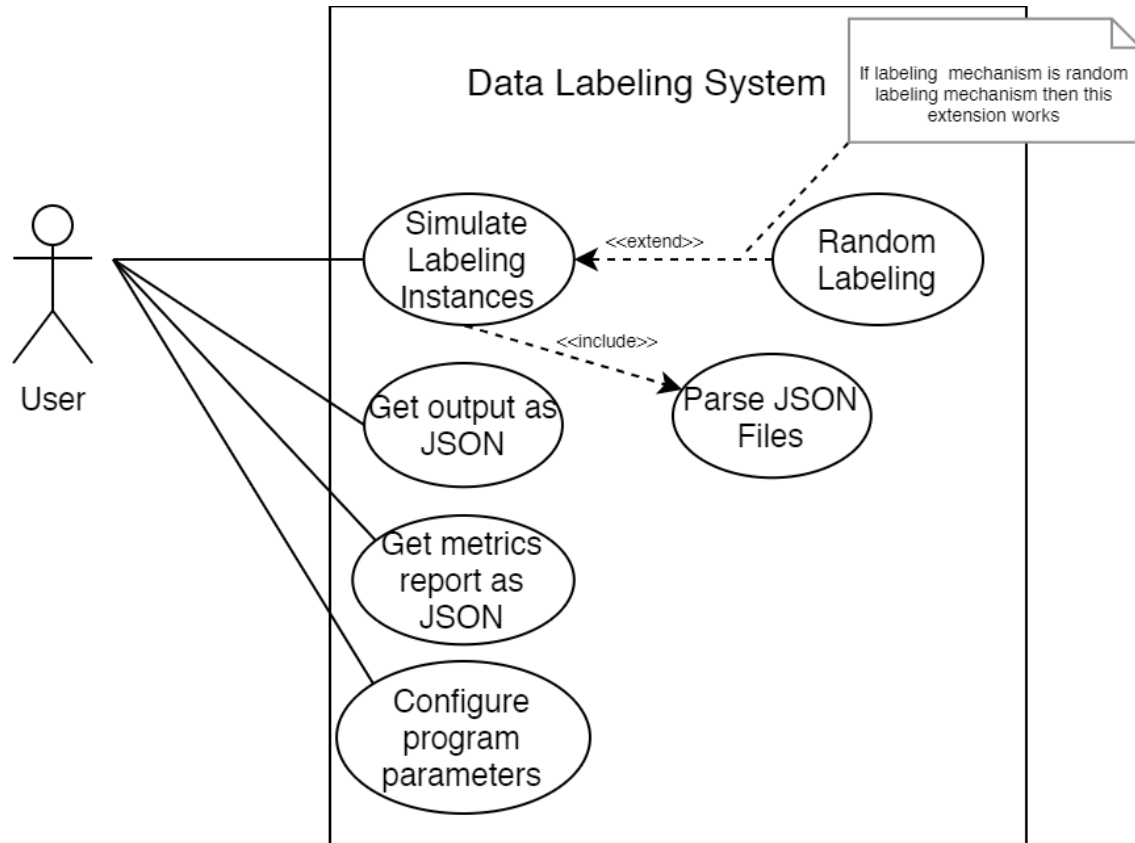 Data Labeling System
If labeling mechanism is random
labeling mechanism then this
extension works
Simulate
Labeling
Instances
<<extend>>
Random
Labeling
<<include>>
User
Get output as
JSON
Parse JSON
Files
Get metrics
report as
JSON
Configure
program
parameters